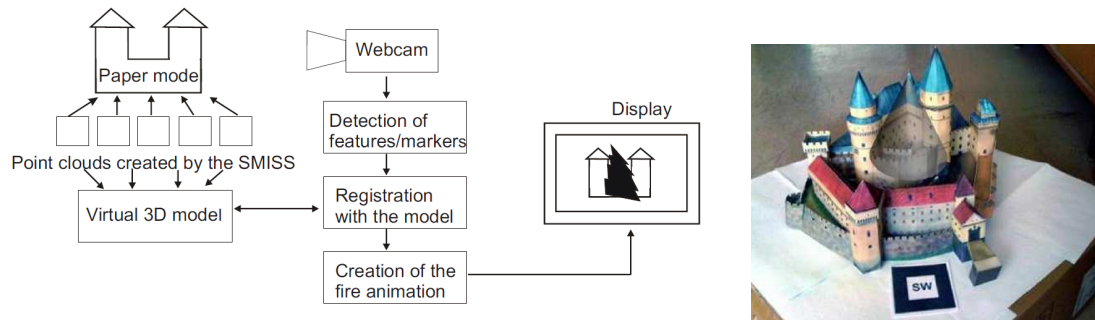 Paper mode
Point clouds created by the SMISS
Virtual 3D model
Webcam
Detection of
features/markers
Registration
with the model
Creation of the
fire animation
Display
SW